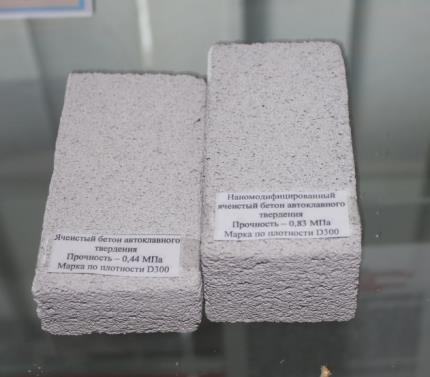 Ячеистый бетон автоклавного
твердения
Прочность – 0,44 МПа
Марка по плотности D300
Наномодифицированный
ячеистый бетон автоклавного
твердения
Прочность – 0,83 МПа
Марка по плотности D300